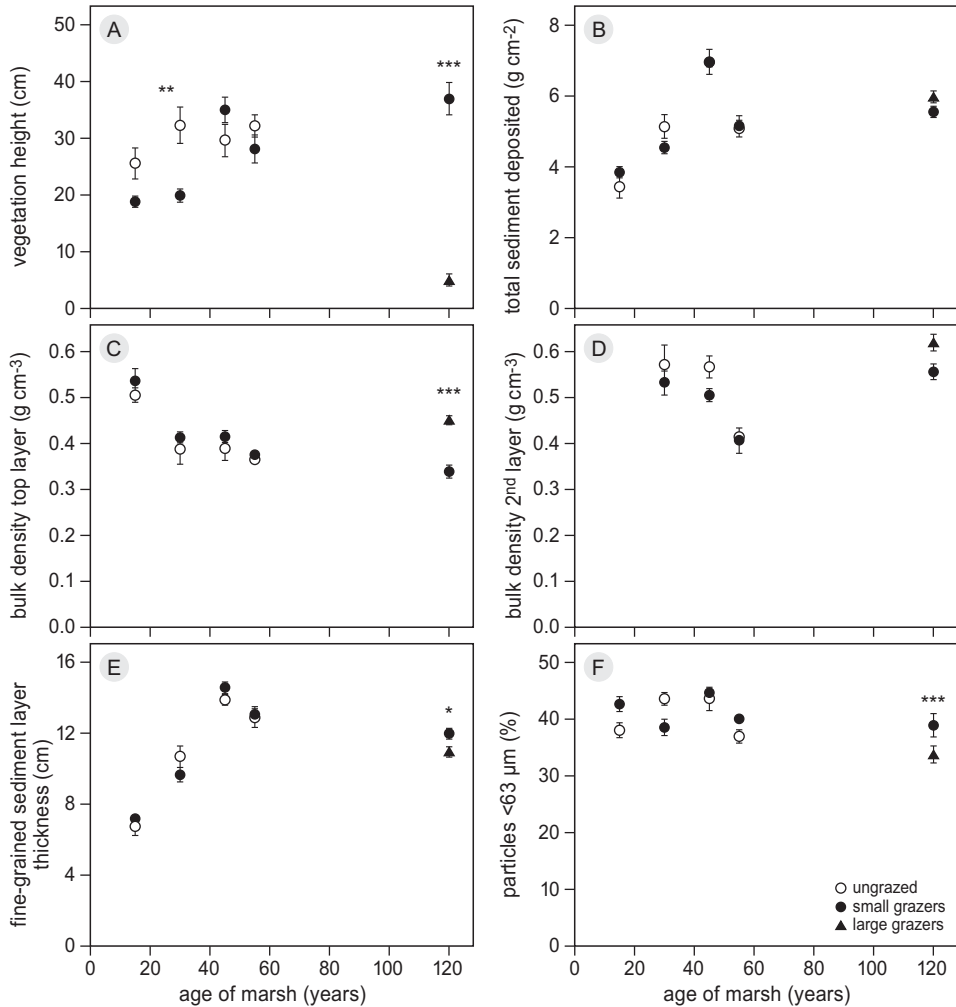 A
vegetation height (cm)
50
40
30
20
10
0
**
***
B
total sediment deposited (g cm-2)
8
6
4
2
0
C
bulk density top layer (g cm-3)
0.6
0.5
0.4
0.3
0.2
0.1
0.0
***
D
bulk density 2nd layer (g cm-3)
0.6
0.5
0.4
0.3
0.2
0.1
0.0
E
fine-grained sediment layer
thickness (cm)
16
12
8
4
0
*
0 20 40 60 80 100 120
age of marsh (years)
F
particles <63 µm (%)
50
40
30
20
10
0
***
ungrazed
small grazers
large grazers
0 20 40 60 80 100 120
age of marsh (years)